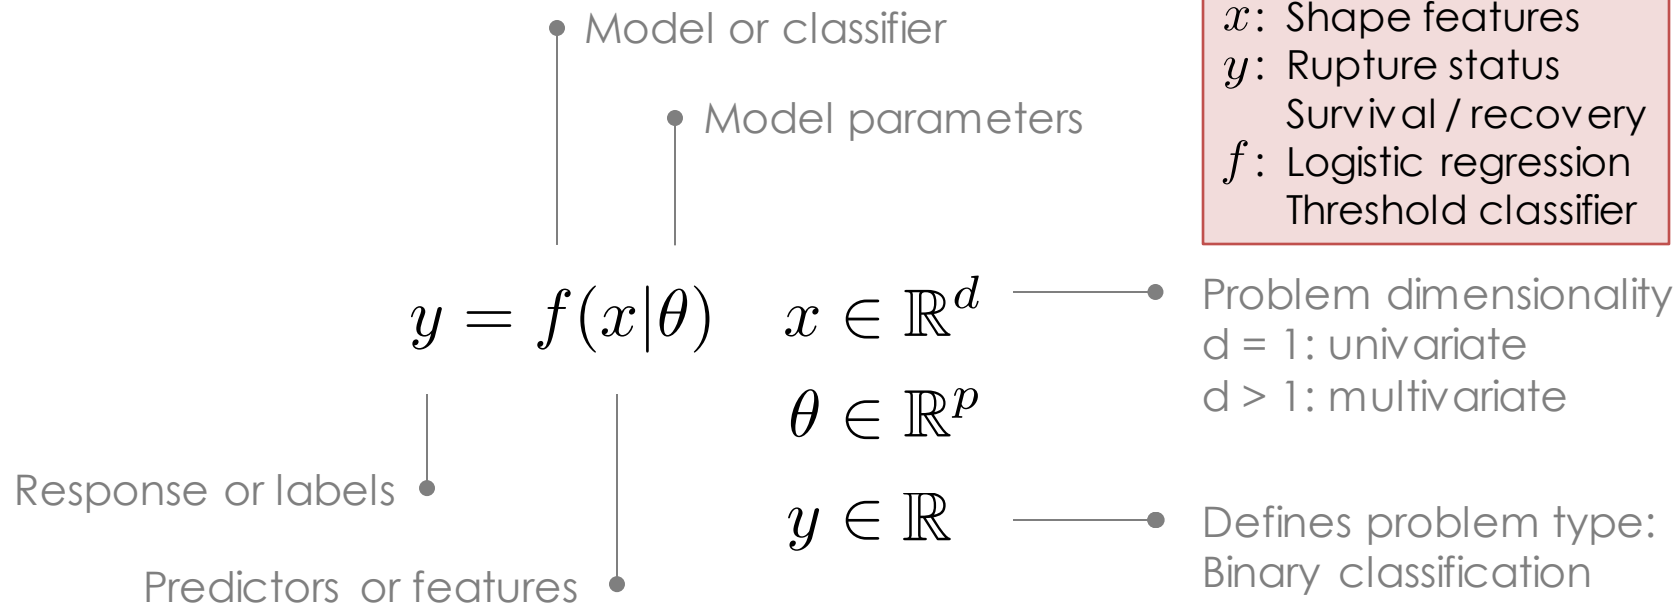 Model or classifier
Model parameters
x: Shape features
y: Rupture status
Survival / recovery
f: Logistic regression
Threshold classifier
y = f(x|θ)
x ∈ ℝ^d
θ ∈ ℝ^p
y ∈ ℝ
Problem dimensionality
d = 1: univariate
d > 1: multivariate
Response or labels
Predictors or features
Defines problem type:
Binary classification